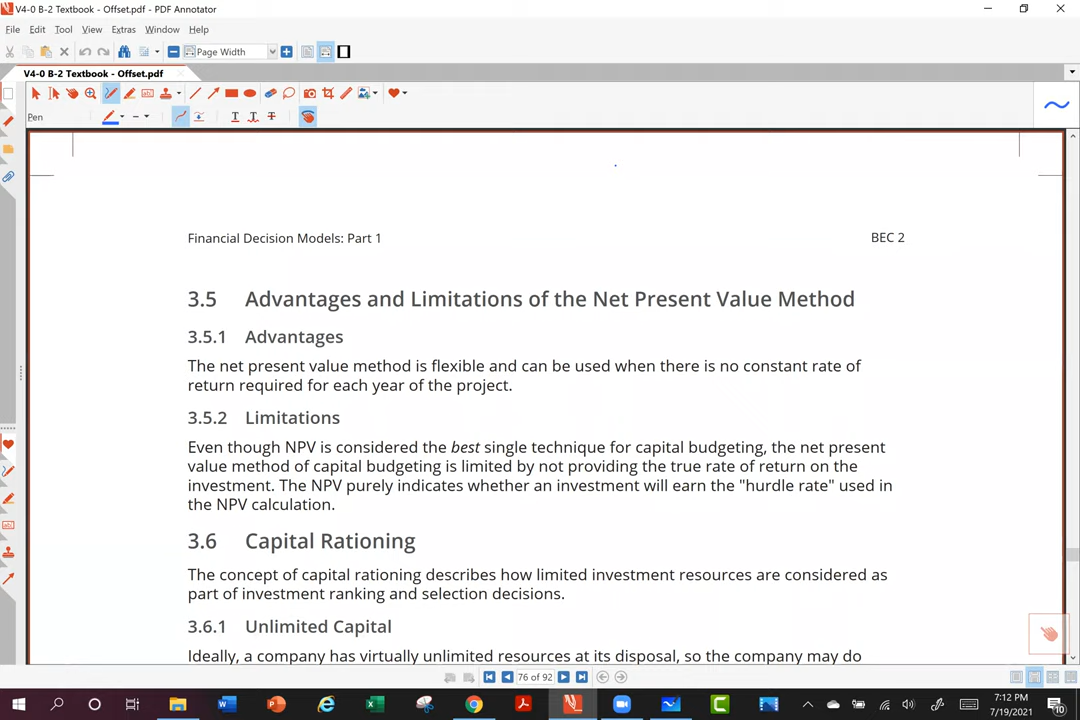 V4-0 B-2 Textbook - Offset.pdf - PDF Annotator
File Edit Tool View Extras Window Help
Page Width
V4-0 B-2 Textbook - Offset.pdf
Pen
Financial Decision Models: Part 1 BEC 2
3.5 Advantages and Limitations of the Net Present Value Method
3.5.1 Advantages
The net present value method is flexible and can be used when there is no constant rate of
return required for each year of the project.
3.5.2 Limitations
Even though NPV is considered the best single technique for capital budgeting, the net present
value method of capital budgeting is limited by not providing the true rate of return on the
investment. The NPV purely indicates whether an investment will earn the "hurdle rate" used in
the NPV calculation.
3.6 Capital Rationing
The concept of capital rationing describes how limited investment resources are considered as
part of investment ranking and selection decisions.
3.6.1 Unlimited Capital
Ideally, a company has virtually unlimited resources at its disposal, so the company may do
76 of 92
7:12 PM
7/19/2021
10